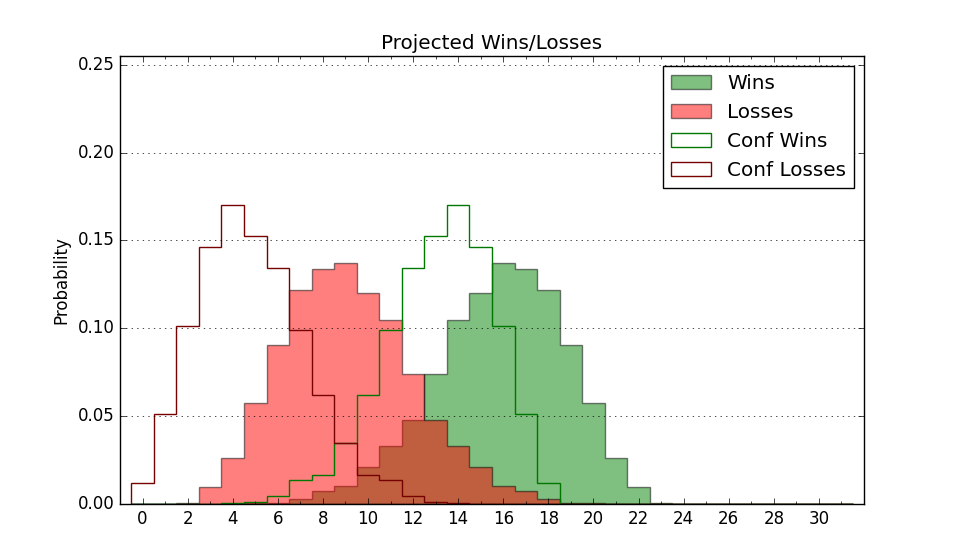 Projected Wins/Losses
0.25
0.20
0.15
0.10
0.05
0.00
Probability
Wins
Losses
Conf Wins
Conf Losses
0 2 4 6 8 10 12 14 16 18 20 22 24 26 28 30